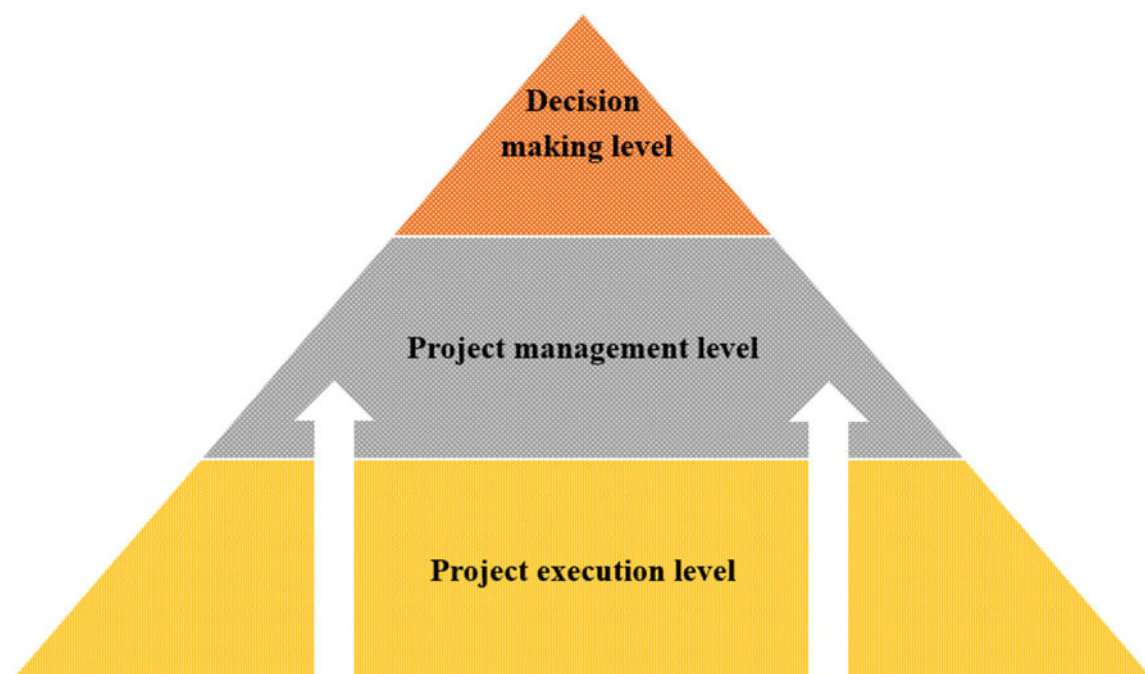 Decision
making level
Project management level
Project execution level